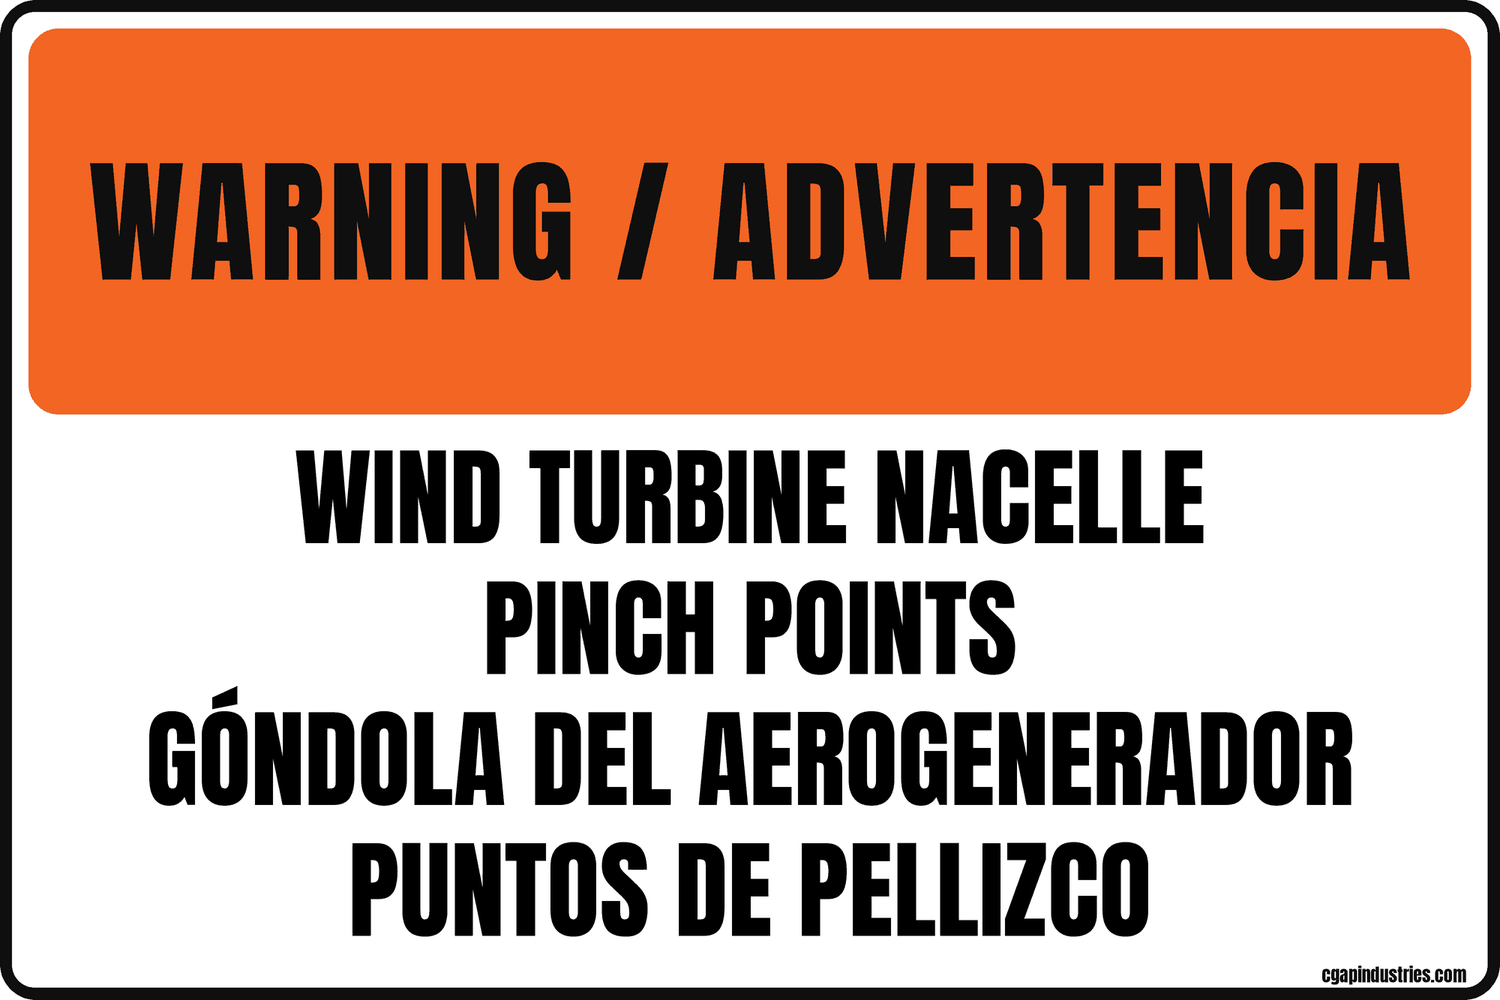 WARNING / ADVERTENCIA
WIND TURBINE NACELLE
PINCH POINTS
GÓNDOLA DEL AEROGENERADOR
PUNTOS DE PELLIZCO
cgapindustries.com